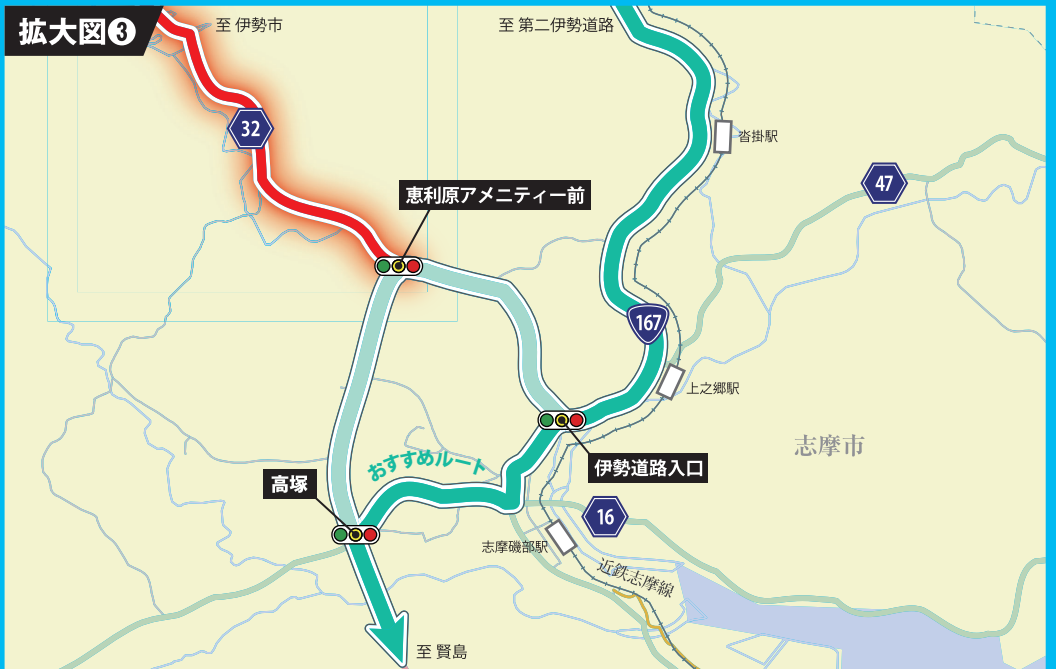 拡大図❸
至 伊勢市
至 第二伊勢道路
32
沓掛駅
47
恵利原アメニティー前
167
上之郷駅
志摩市
おすすめルート
伊勢道路入口
高塚
16
志摩磯部駅
近鉄志摩線
至 賢島